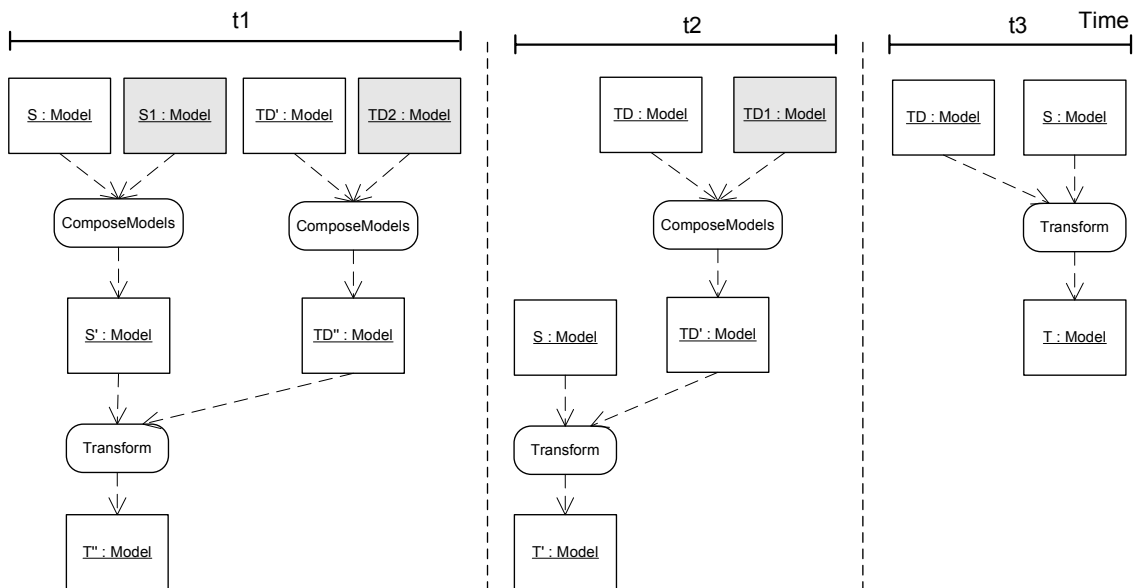 t1
t2
t3
Time
S : Model
S1 : Model
TD' : Model
TD2 : Model
TD : Model
TD1 : Model
TD : Model
S : Model
ComposeModels
ComposeModels
ComposeModels
Transform
S' : Model
TD'' : Model
S : Model
TD' : Model
T : Model
Transform
Transform
T'' : Model
T' : Model